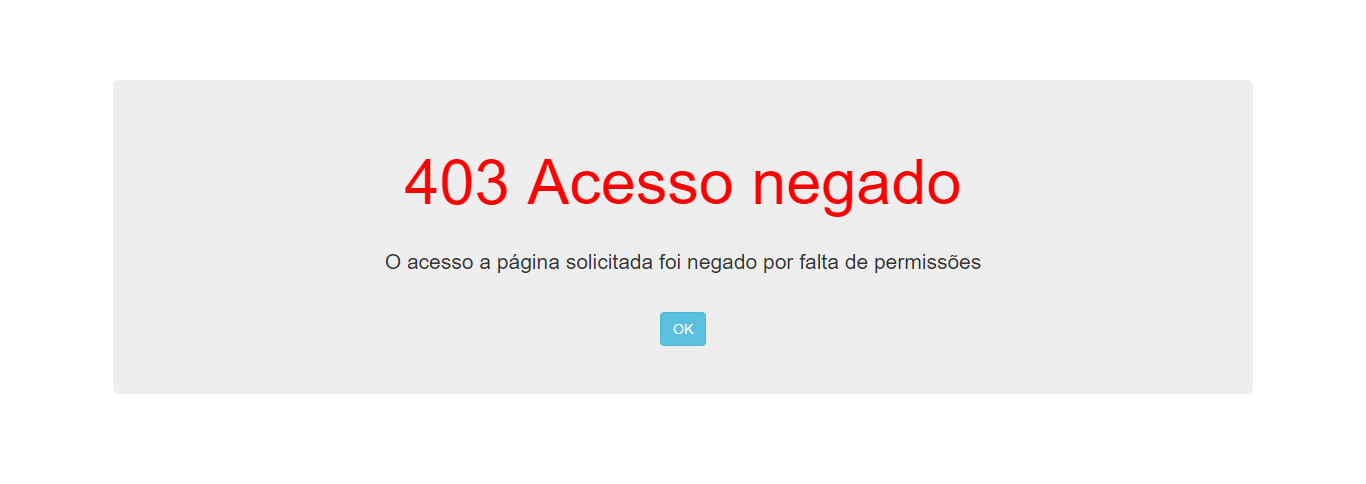 403 Acesso negado
O acesso a página solicitada foi negado por falta de permissões
OK